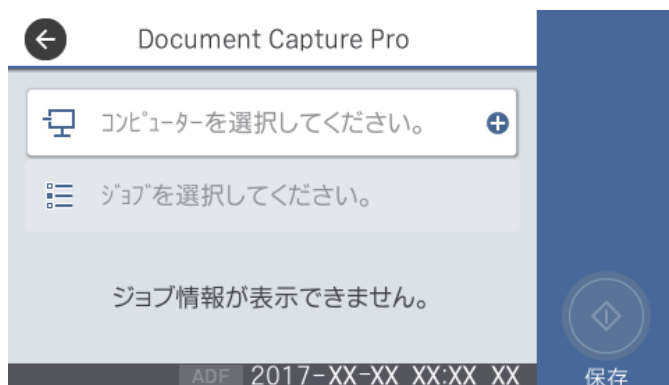 Document Capture Pro
コンピューターを選択してください。
ジョブを選択してください。
ジョブ情報が表示できません。
ADF 2017-XX-XX XX:XX XX
保存